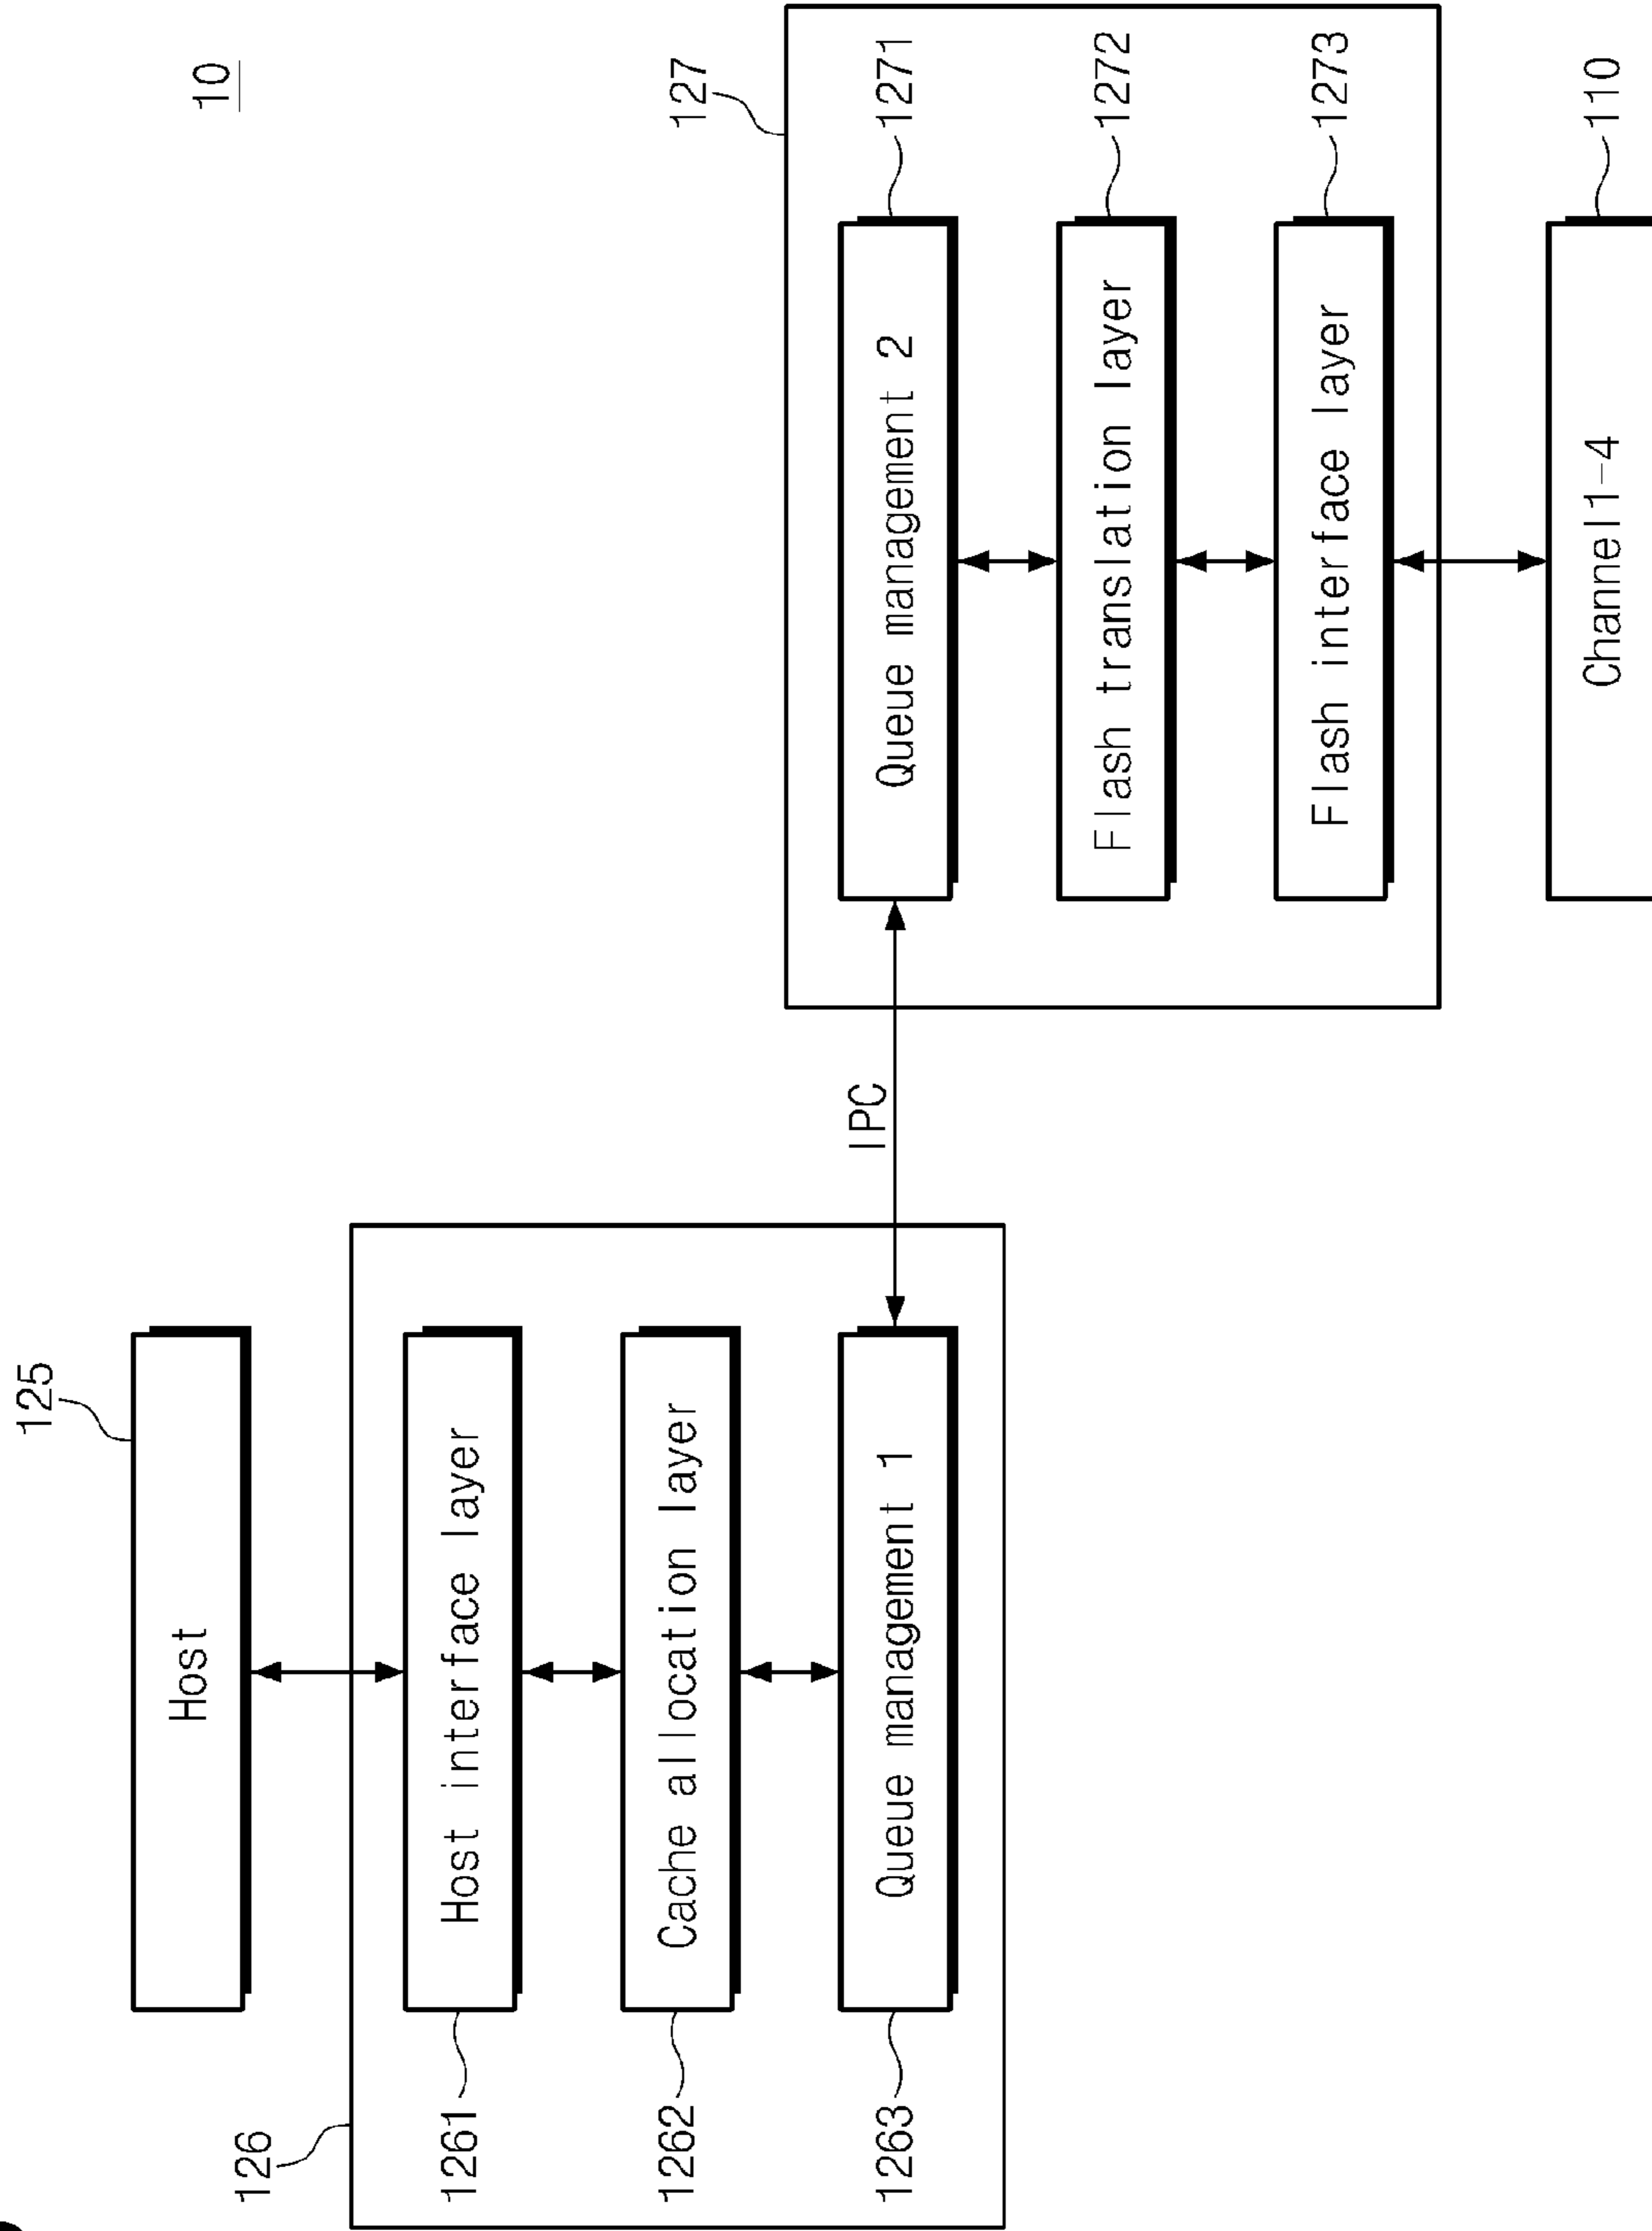 10
125
Host
126
1261
Host interface layer
1262
Cache allocation layer
1263
Queue management 1
IPC
127
Queue management 2
1271
Flash translation layer
1272
Flash interface layer
1273
Channel1-4
110